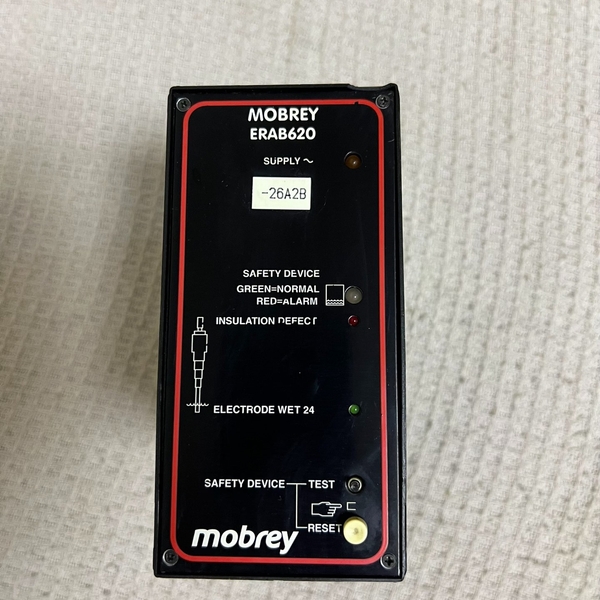 MOBREY
ERAB620
SUPPLY ~
-26A2B
SAFETY DEVICE
GREEN=NORMAL
RED=ALARM
INSULATION DEFECT
ELECTRODE WET 24
SAFETY DEVICE TEST
RESET
mobrey